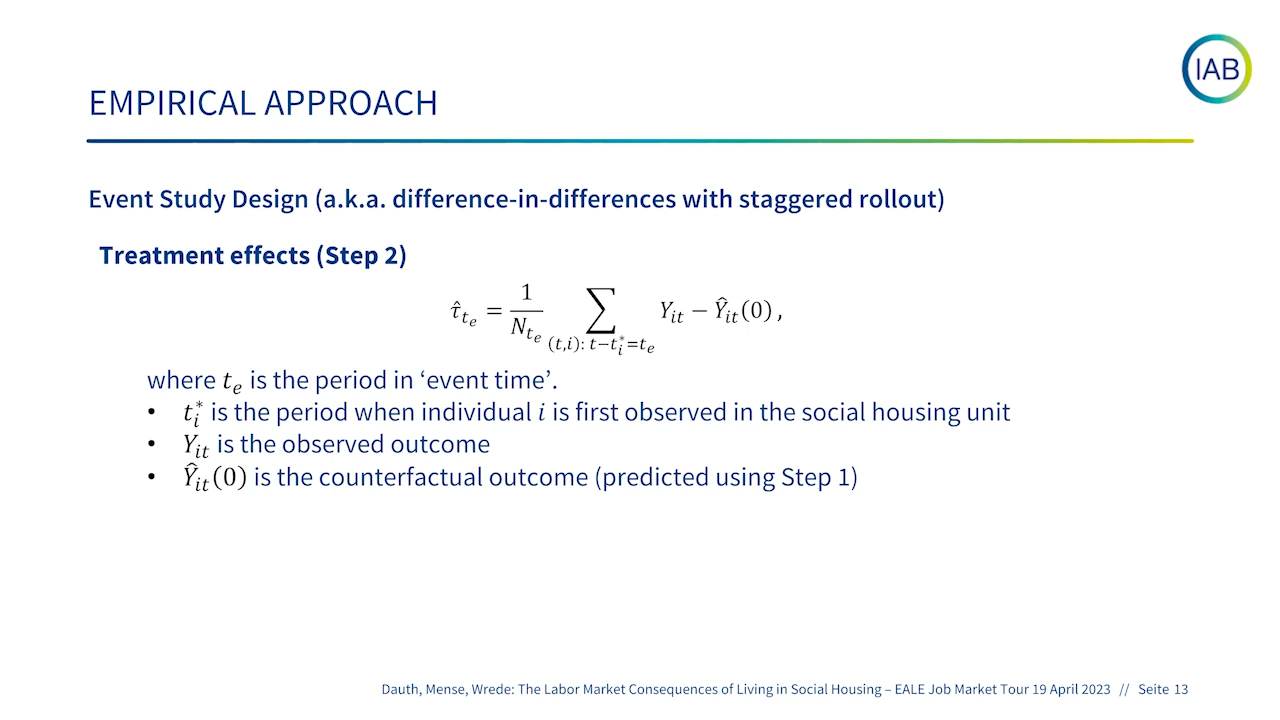 IAB
EMPIRICAL APPROACH
Event Study Design (a.k.a. difference-in-differences with staggered rollout)
Treatment effects (Step 2)
τ̂_{t_e} = 1/N_{t_e} ∑_{(t,i): t−t_i^*=t_e} Y_{it} − Ŷ_{it}(0) ,
where t_e is the period in ‘event time’.
• t_i^* is the period when individual i is first observed in the social housing unit
• Y_{it} is the observed outcome
• Ŷ_{it}(0) is the counterfactual outcome (predicted using Step 1)
Dauth, Mense, Wrede: The Labor Market Consequences of Living in Social Housing – EALE Job Market Tour 19 April 2023 // Seite 13